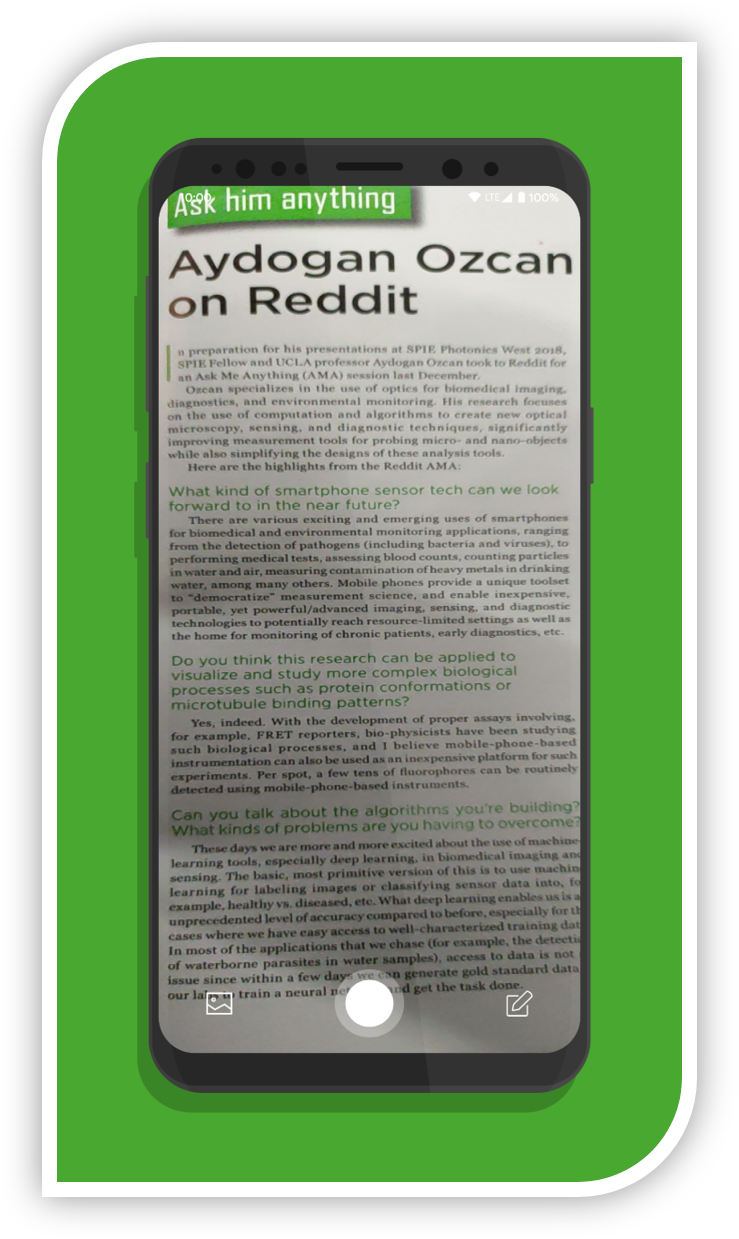 Ask him anything
0:00
LTE
100%
Aydogan Ozcan
on Reddit
n preparation for his presentations at SPIE Photonics West 2018,
SPIE Fellow and UCLA professor Aydogan Ozcan took to Reddit for
an Ask Me Anything (AMA) session last December.
Ozcan specializes in the use of optics for biomedical imaging,
diagnostics, and environmental monitoring. His research focuses
on the use of computation and algorithms to create new optical
microscopy, sensing, and diagnostic techniques, significantly
improving measurement tools for probing micro- and nano-objects
while also simplifying the designs of these analysis tools.
Here are the highlights from the Reddit AMA:
What kind of smartphone sensor tech can we look
forward to in the near future?
There are various exciting and emerging uses of smartphones
for biomedical and environmental monitoring applications, ranging
from the detection of pathogens (including bacteria and viruses), to
performing medical tests, assessing blood counts, counting particles
in water and air, measuring contamination of heavy metals in drinking
water, among many others. Mobile phones provide a unique toolset
to “democratize” measurement science, and enable inexpensive,
portable, yet powerful/advanced imaging, sensing, and diagnostic
technologies to potentially reach resource-limited settings as well as
the home for monitoring of chronic patients, early diagnostics, etc.
Do you think this research can be applied to
visualize and study more complex biological
processes such as protein conformations or
microtubule binding patterns?
Yes, indeed. With the development of proper assays involving,
for example, FRET reporters, bio-physicists have been studying
such biological processes, and I believe mobile-phone-based
instrumentation can also be used as an inexpensive platform for such
experiments. Per spot, a few tens of fluorophores can be routinely
detected using mobile-phone-based instruments.
Can you talk about the algorithms you're building?
What kinds of problems are you having to overcome?
These days we are more and more excited about the use of machine-
learning tools, especially deep learning, in biomedical imaging and
sensing. The basic, most primitive version of this is to use machin
learning for labeling images or classifying sensor data into, fo
example, healthy vs. diseased, etc. What deep learning enables us is a
unprecedented level of accuracy compared to before, especially for th
cases where we have easy access to well-characterized training dat
In most of the applications that we chase (for example, the detectio
of waterborne parasites in water samples), access to data is not
issue since within a few days we can generate gold standard data
our labs to train a neural and get the task done.